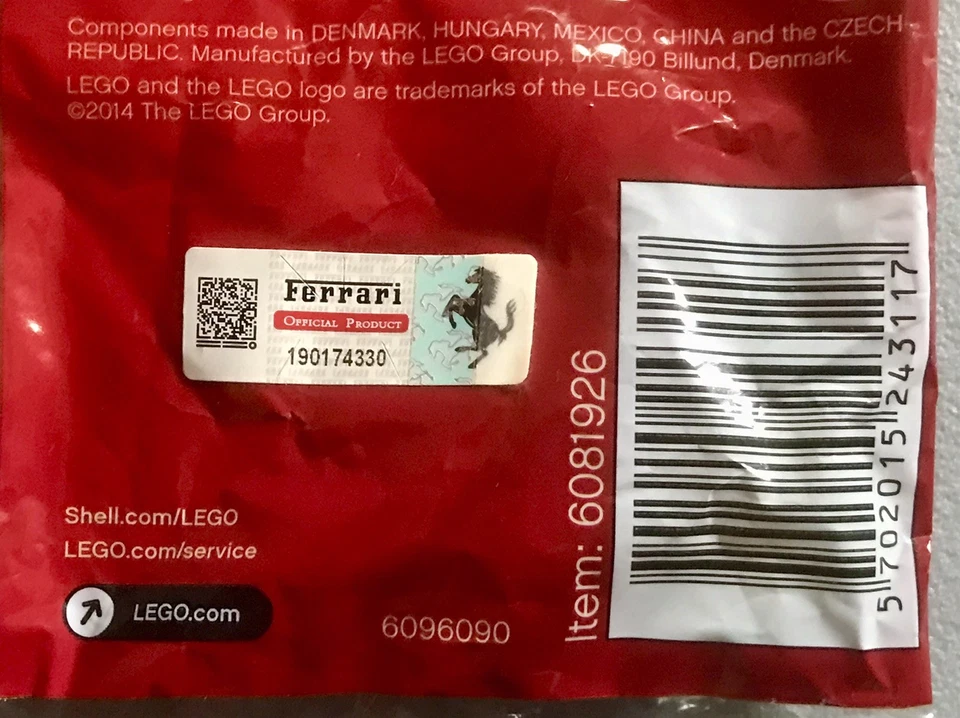 Components made in DENMARK, HUNGARY, MEXICO, CHINA and the CZECH
REPUBLIC. Manufactured by the LEGO Group, DK-7190 Billund, Denmark.
LEGO and the LEGO logo are trademarks of the LEGO Group.
©2014 The LEGO Group.
Ferrari
OFFICIAL PRODUCT
190174330
Shell.com/LEGO
LEGO.com/service
LEGO.com
6096090
Item: 6081926
5 702015 243117